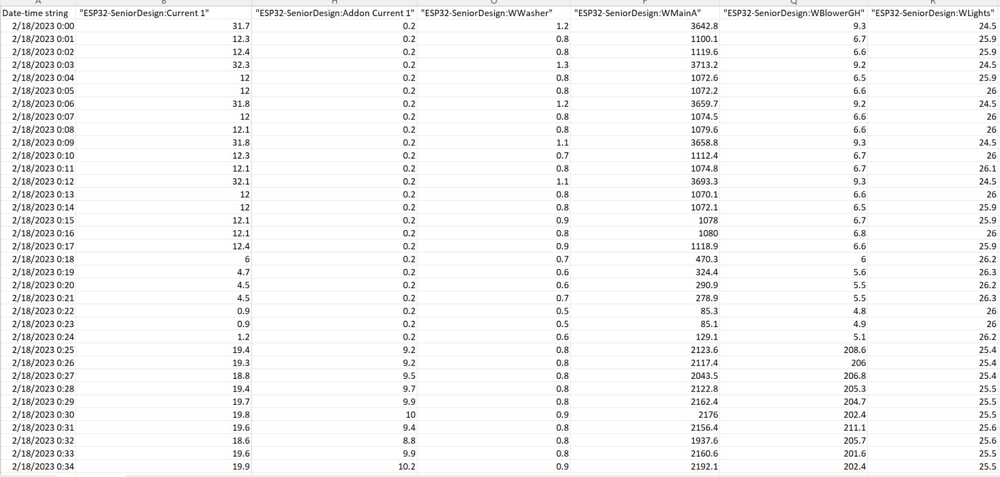 A B H O P Q R
Date-time string "ESP32-SeniorDesign:Current 1" "ESP32-SeniorDesign:Addon Current 1" "ESP32-SeniorDesign:WWasher" "ESP32-SeniorDesign:WMainA" "ESP32-SeniorDesign:WBlowerGH" "ESP32-SeniorDesign:WLights"
2/18/2023 0:00 31.7 0.2 1.2 3642.8 9.3 24.5
2/18/2023 0:01 12.3 0.2 0.8 1100.1 6.7 25.9
2/18/2023 0:02 12.4 0.2 0.8 1119.6 6.6 25.9
2/18/2023 0:03 32.3 0.2 1.3 3713.2 9.2 24.5
2/18/2023 0:04 12 0.2 0.8 1072.6 6.5 25.9
2/18/2023 0:05 12 0.2 0.8 1072.2 6.6 26
2/18/2023 0:06 31.8 0.2 1.2 3659.7 9.2 24.5
2/18/2023 0:07 12 0.2 0.8 1074.5 6.6 26
2/18/2023 0:08 12.1 0.2 0.8 1079.6 6.6 26
2/18/2023 0:09 31.8 0.2 1.1 3658.8 9.3 24.5
2/18/2023 0:10 12.3 0.2 0.7 1112.4 6.7 26
2/18/2023 0:11 12.1 0.2 0.8 1074.8 6.7 26.1
2/18/2023 0:12 32.1 0.2 1.1 3693.3 9.3 24.5
2/18/2023 0:13 12 0.2 0.8 1070.1 6.6 26
2/18/2023 0:14 12 0.2 0.8 1072.1 6.5 25.9
2/18/2023 0:15 12.1 0.2 0.9 1078 6.7 25.9
2/18/2023 0:16 12.1 0.2 0.8 1080 6.8 26
2/18/2023 0:17 12.4 0.2 0.9 1118.9 6.6 25.9
2/18/2023 0:18 6 0.2 0.7 470.3 6 26.2
2/18/2023 0:19 4.7 0.2 0.6 324.4 5.6 26.3
2/18/2023 0:20 4.5 0.2 0.6 290.9 5.5 26.2
2/18/2023 0:21 4.5 0.2 0.7 278.9 5.5 26.3
2/18/2023 0:22 0.9 0.2 0.5 85.3 4.8 26
2/18/2023 0:23 0.9 0.2 0.5 85.1 4.9 26
2/18/2023 0:24 1.2 0.2 0.6 129.1 5.1 26.2
2/18/2023 0:25 19.4 9.2 0.8 2123.6 208.6 25.4
2/18/2023 0:26 19.3 9.2 0.8 2117.4 206 25.4
2/18/2023 0:27 18.8 9.5 0.8 2043.5 206.8 25.4
2/18/2023 0:28 19.4 9.7 0.8 2122.8 205.3 25.5
2/18/2023 0:29 19.7 9.9 0.8 2162.4 204.7 25.5
2/18/2023 0:30 19.8 10 0.9 2176 202.4 25.5
2/18/2023 0:31 19.6 9.4 0.8 2156.4 211.1 25.6
2/18/2023 0:32 18.6 8.8 0.8 1937.6 205.7 25.6
2/18/2023 0:33 19.6 9.9 0.8 2160.6 201.6 25.5
2/18/2023 0:34 19.9 10.2 0.9 2192.1 202.4 25.5